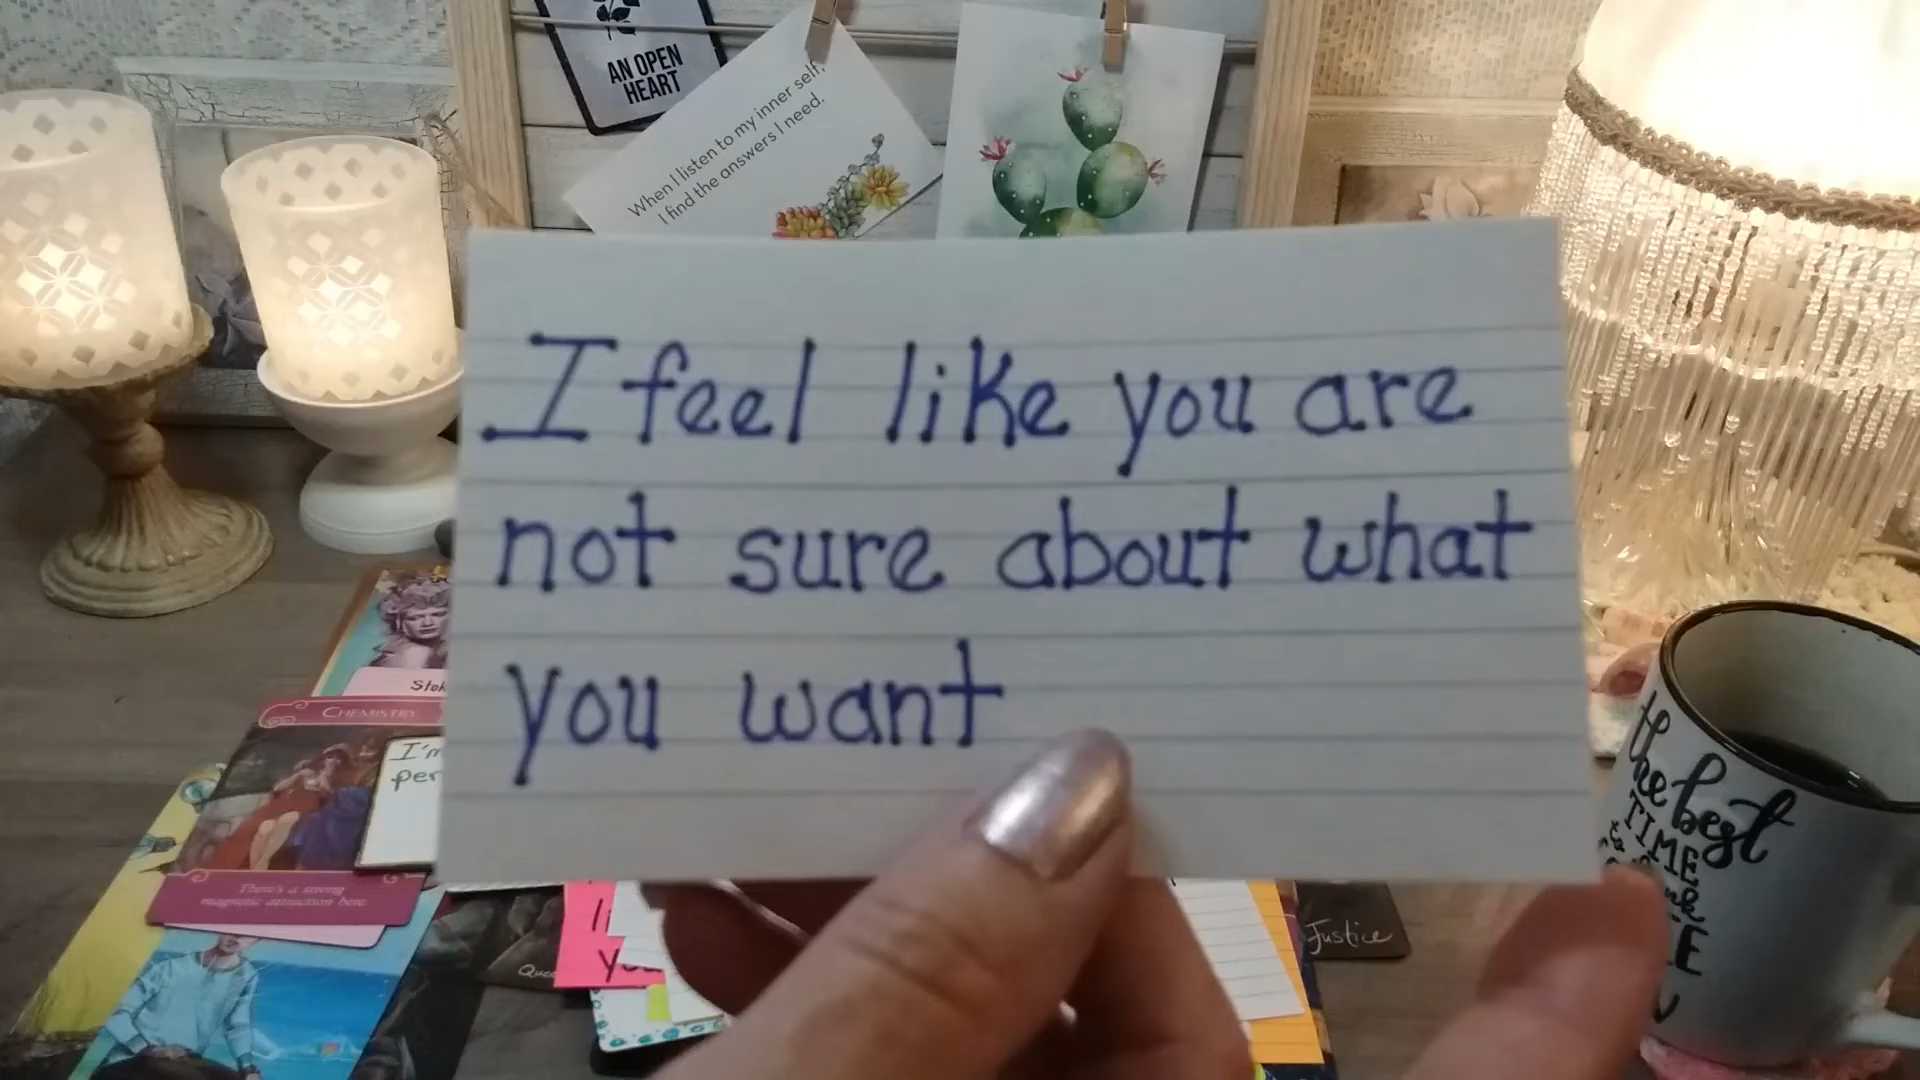 AN OPEN
HEART
When I listen to my inner self,
I find the answers I need.
I feel like you are
not sure about what
you want
CHEMISTRY
I'm
per
There's a strong
magnetic attraction here.
Justice
the best
TIME